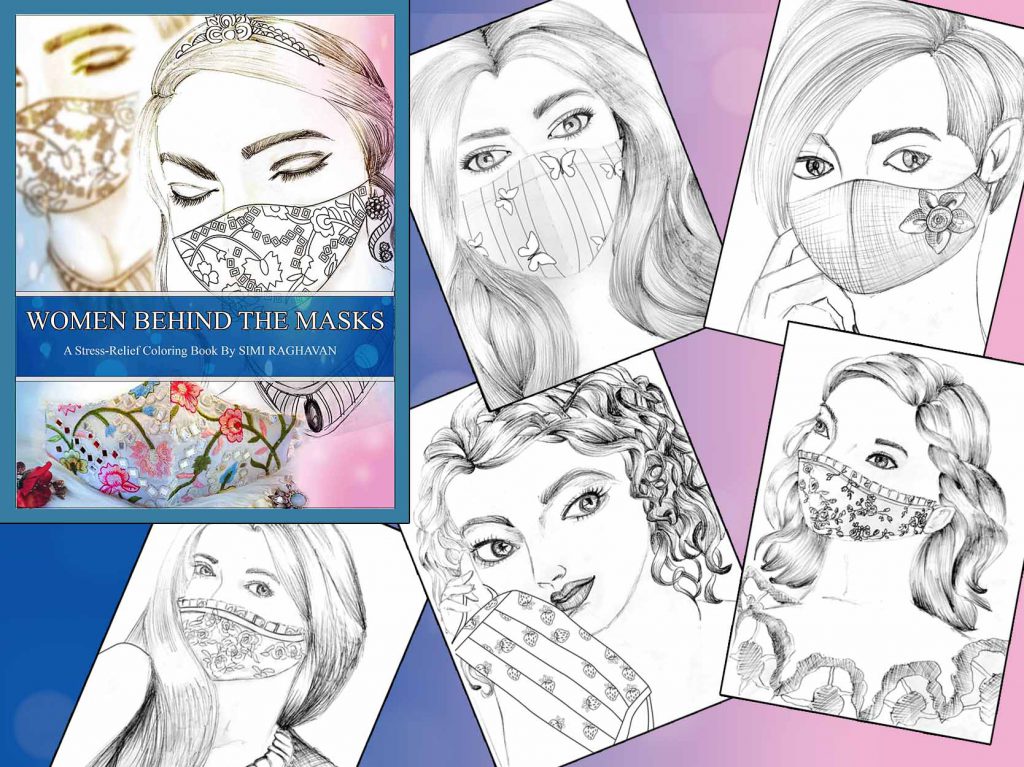 WOMEN BEHIND THE MASKS
A Stress-Relief Coloring Book By SIMI RAGHAVAN